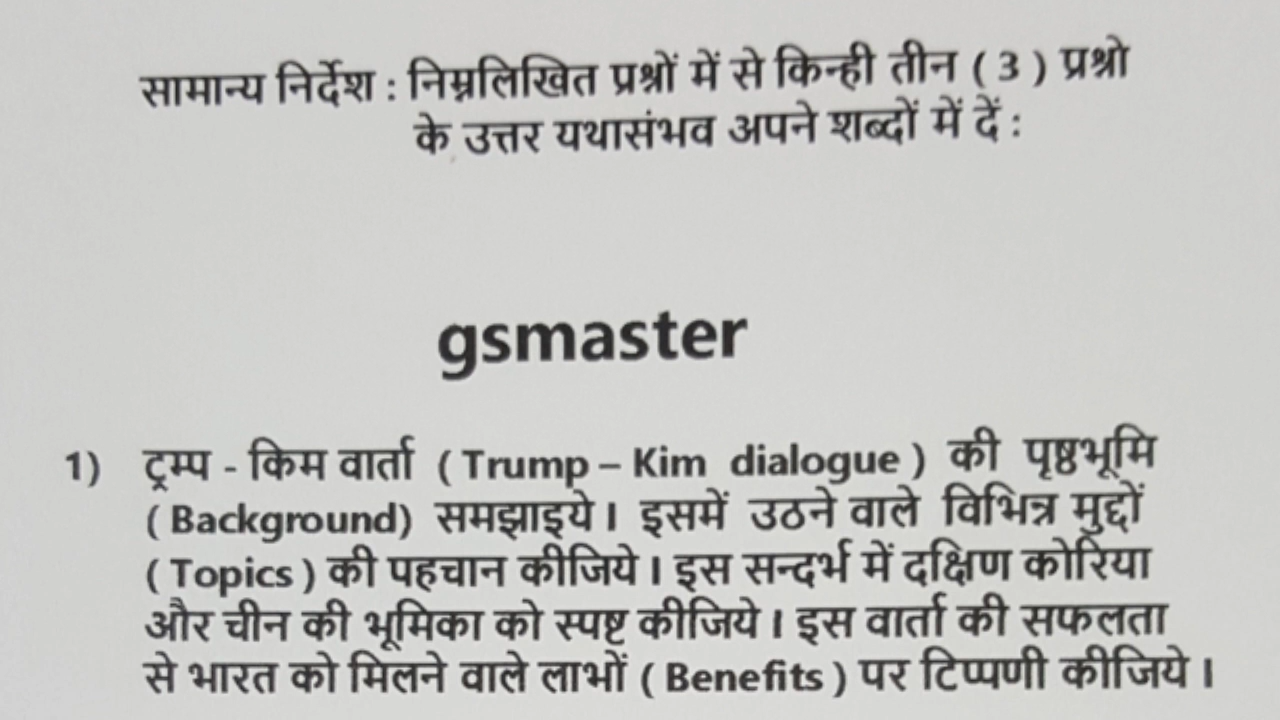 सामान्य निर्देश : निम्नलिखित प्रश्नों में से किन्ही तीन ( 3 ) प्रश्नो
के उत्तर यथासंभव अपने शब्दों में दें :
gsmaster
1) ट्रम्प - किम वार्ता ( Trump – Kim dialogue ) की पृष्ठभूमि
( Background) समझाइये । इसमें उठने वाले विभिन्न मुद्दों
( Topics ) की पहचान कीजिये । इस सन्दर्भ में दक्षिण कोरिया
और चीन की भूमिका को स्पष्ट कीजिये । इस वार्ता की सफलता
से भारत को मिलने वाले लाभों ( Benefits ) पर टिप्पणी कीजिये ।